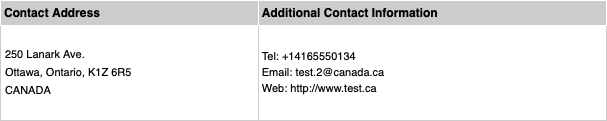 Contact Address
Additional Contact Information
250 Lanark Ave.
Ottawa, Ontario, K1Z 6R5
CANADA
Tel: +14165550134
Email: test.2@canada.ca
Web: http://www.test.ca